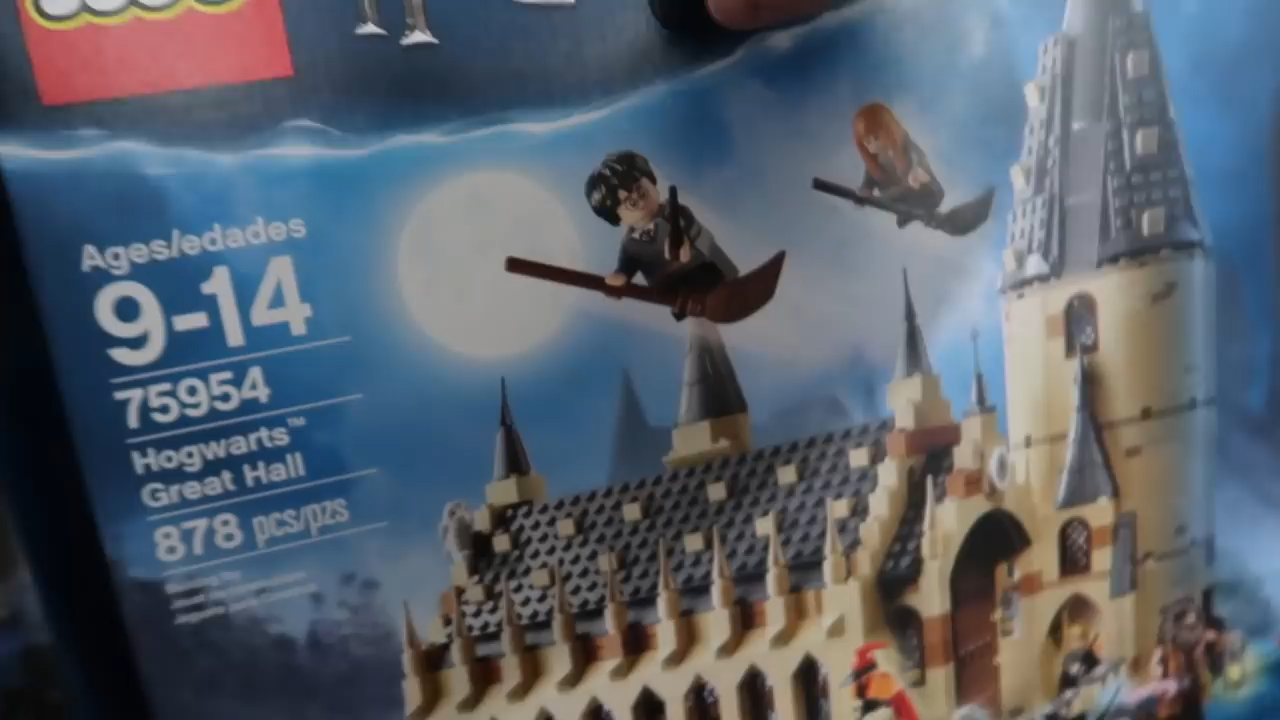 Ages/edades
9-14
75954
Hogwarts™
Great Hall
878 pcs/pzs